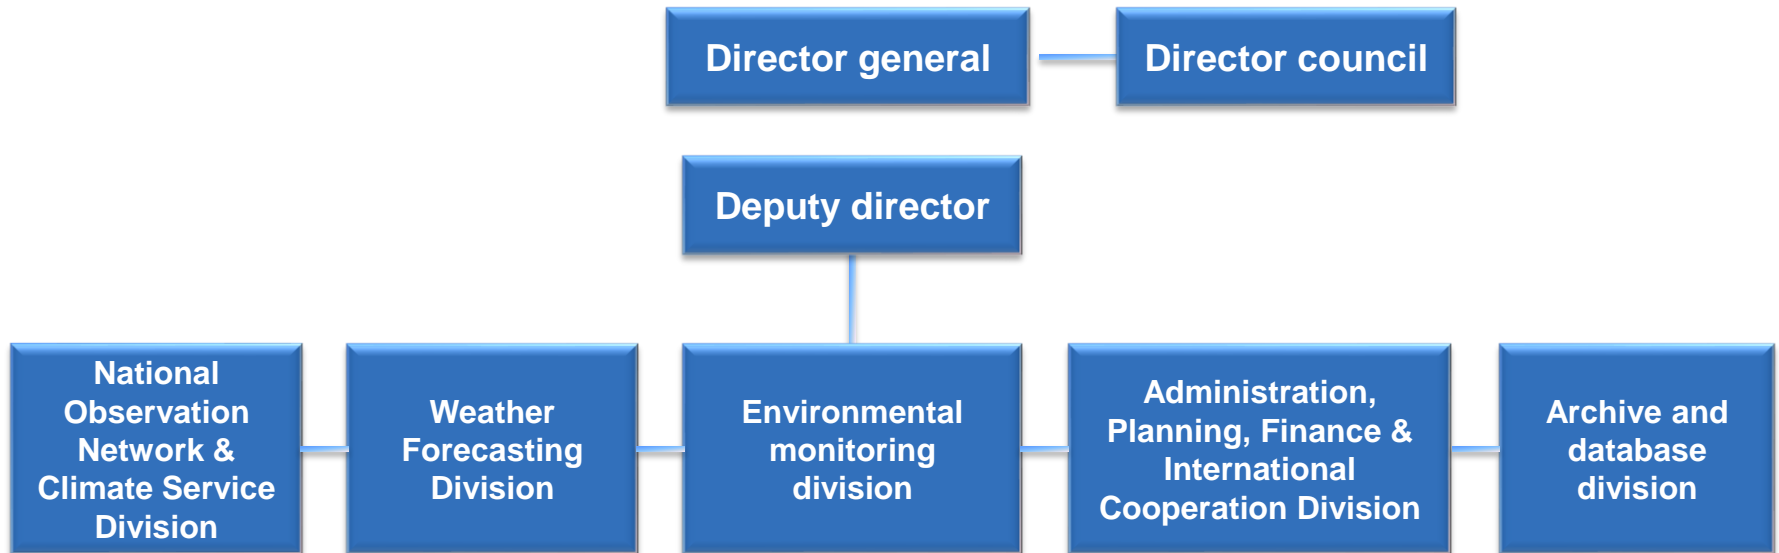 Director general
Director council
Deputy director
National
Observation
Network &
Climate Service
Division
Weather
Forecasting
Division
Environmental
monitoring
division
Administration,
Planning, Finance &
International
Cooperation Division
Archive and
database
division